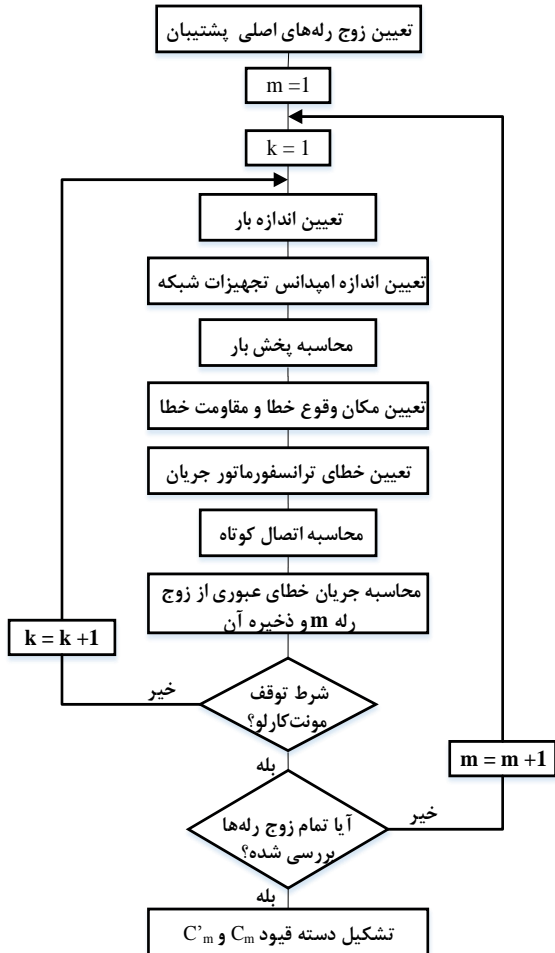 تعیین زوج رله‌های اصلی پشتیبان
m =1
k = 1
تعیین اندازه بار
تعیین اندازه امپدانس تجهیزات شبکه
محاسبه پخش بار
تعیین مکان وقوع خطا و مقاومت خطا
تعیین خطای ترانسفورماتور جریان
محاسبه اتصال کوتاه
محاسبه جریان خطای عبوری از زوج
رله m و ذخیره آن
k = k +1
خیر
شرط توقف
مونت‌کارلو؟
بله
m = m +1
آیا تمام زوج رله‌ها
بررسی شده؟
خیر
بله
تشکیل دسته قیود Cm و C'm